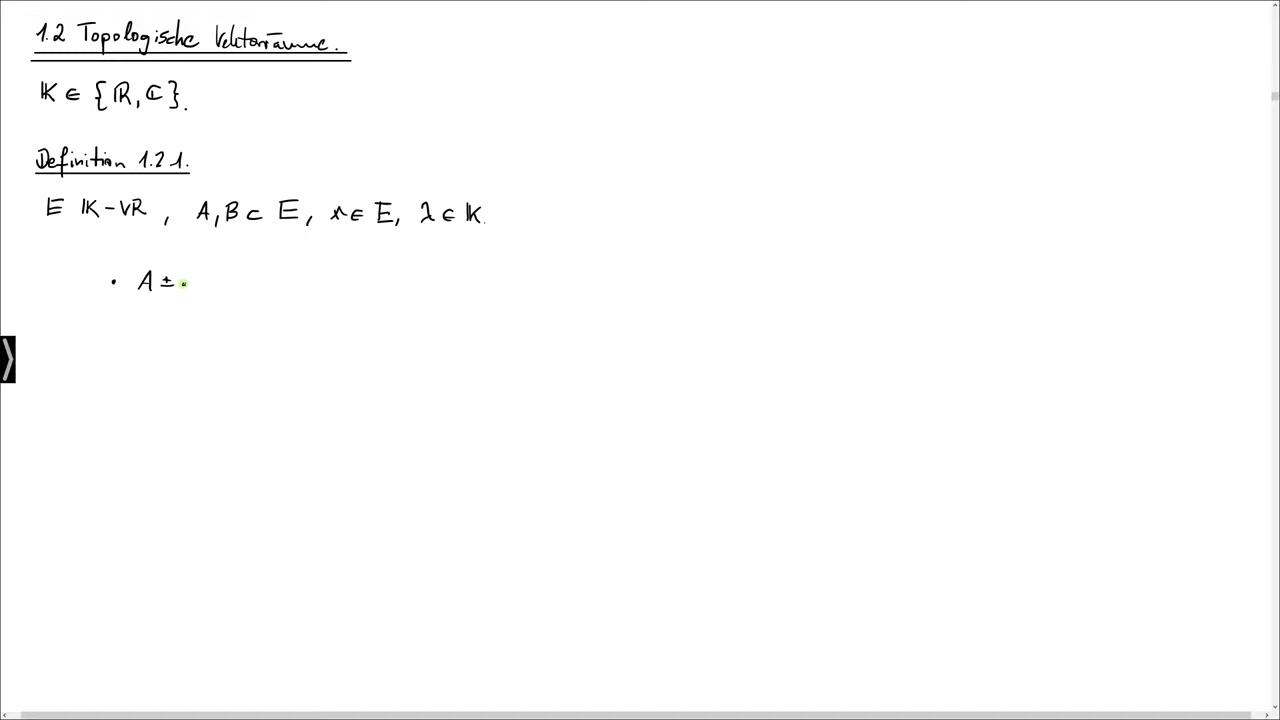 1.2 Topologische Vektorräume.
𝕂 ∈ {ℝ, ℂ}.
Definition 1.2.1.
E 𝕂-VR, A, B ⊂ E, x ∈ E, λ ∈ 𝕂.
• A ±